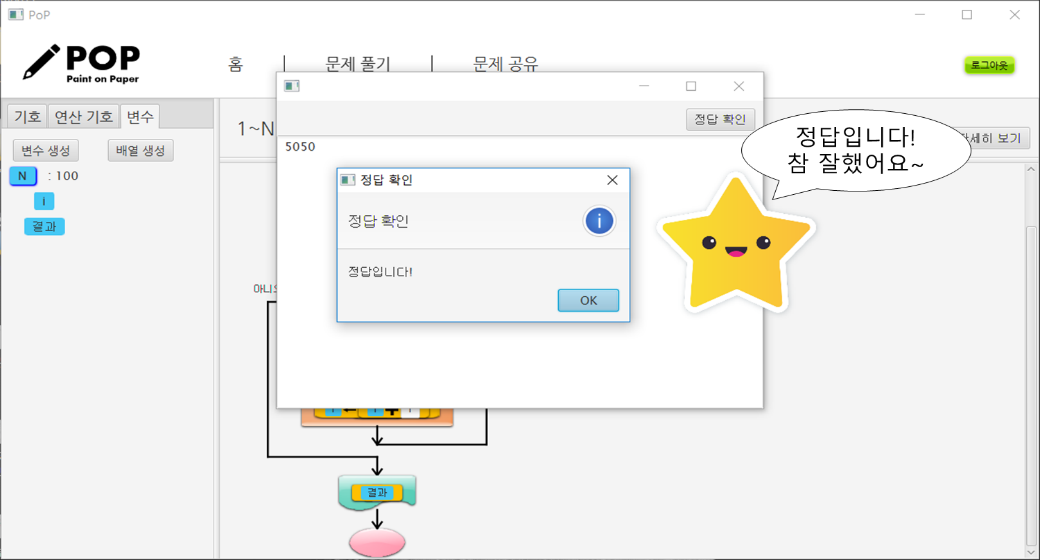 PoP
POP
Paint on Paper
홈
문제 풀기
문제 공유
로그아웃
기호
연산 기호
변수
변수 생성
배열 생성
N : 100
i
결과
1~N
정답 확인
5050
정답 확인
정답 확인
정답입니다!
OK
정답입니다!
참 잘했어요~
자세히 보기
결과